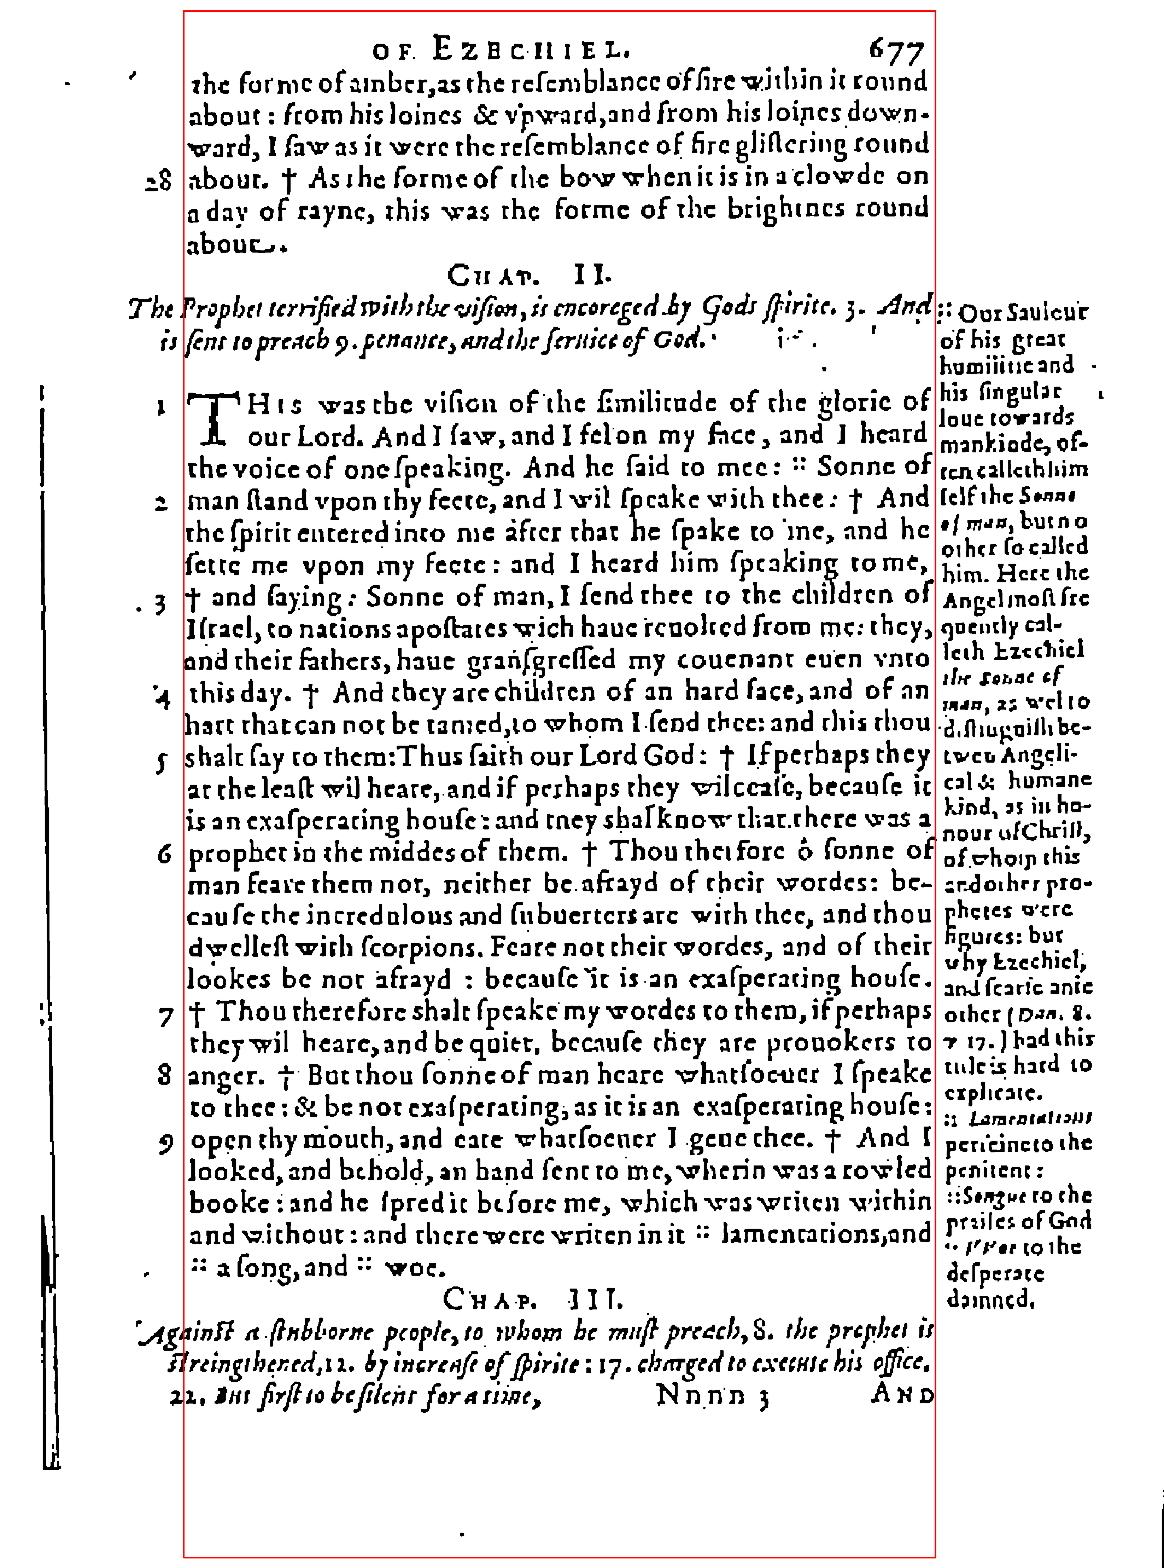 OF EZECHIEL. 677
the forme of amber, as the reſemblance of fire within it round
about: from his loines & vpward, and from his loines down-
ward, I ſaw as it were the reſemblance of fire gliſtering round
28 about. † As the forme of the bow when it is in a clowde on
a day of rayne, this was the forme of the brightnes round
about.
CHAP. II.
The Prophet terrified with the viſion, is encoreged by Gods ſpirite. 3. And
is ſent to preach 9. penance, and the ſeruice of God.
1 THIS was the viſion of the ſimilitude of the glorie of
our Lord. And I ſaw, and I fel on my face, and I heard
the voice of one ſpeaking. And he ſaid to mee: :: Sonne of
2 man ſtand vpon thy feete, and I wil ſpeake with thee: † And
the ſpirit entered into me after that he ſpake to me, and he
ſette me vpon my feete: and I heard him ſpeaking to me,
3 † and ſaying: Sonne of man, I ſend thee to the children of
Iſrael, to nations apoſtates wich haue reuolted from me: they,
and their fathers, haue granſgreſſed my couenant euen vnto
4 this day. † And they are children of an hard face, and of an
hart that can not be tamed, to whom I ſend thee: and this thou
5 shalt ſay to them: Thus ſaith our Lord God: † If perhaps they
at the leaſt wil heare, and if perhaps they wil ceaſe, becauſe it
is an exaſperating houſe: and they shal know that there was a
6 prophet in the middes of them. † Thou therfore ô ſonne of
man feare them not, neither be afrayd of their wordes: be-
cauſe the incredulous and ſubuerters are with thee, and thou
dwelleſt with ſcorpions. Feare not their wordes, and of their
lookes be not afrayd: becauſe it is an exaſperating houſe.
7 † Thou therefore shalt ſpeake my wordes to them, if perhaps
they wil heare, and be quiet, becauſe they are prouokers to
8 anger. † But thou ſonne of man heare whatſoeuer I ſpeake
to thee: & be not exaſperating, as it is an exaſperating houſe:
9 open thy mouth, and eate whatſoeuer I geue thee. † And I
looked, and behold, an hand ſent to me, wherin was a rowled
booke: and he ſpred it before me, which was writen within
and without: and there were writen in it :: lamentations, and
:: a ſong, and :: woe.
CHAP. III.
Againſt a ſtubborne people, to whom he muſt preach, 8. the prophet is
ſtreingthened, 12. by increaſe of ſpirite: 17. charged to execute his office.
22. But firſt to be ſilent for a time,
Nnnn 3 AND
:: Our Sauiour
of his great
humilitie and
his ſingular
loue towards
mankinde, of-
ten calleth him
ſelf the Sonne
of man, but no
other ſo called
him. Here the
Angel moſt fre
quently cal-
leth Ezechiel
the sonne of
man, as wel to
diſtinguiſh be-
twen Angeli-
cal & humane
kind, as in ho-
nour of Chriſt,
of whom this
and other pro-
phetes were
figures: but
why Ezechiel,
and ſcarſe anie
other (Dan. 8.
v 17.) had this
title is hard to
explicate.
:: Lamentations
perteine to the
penitent:
:: Songue to the
praiſes of God
:: VVoe to the
deſperate
damned.